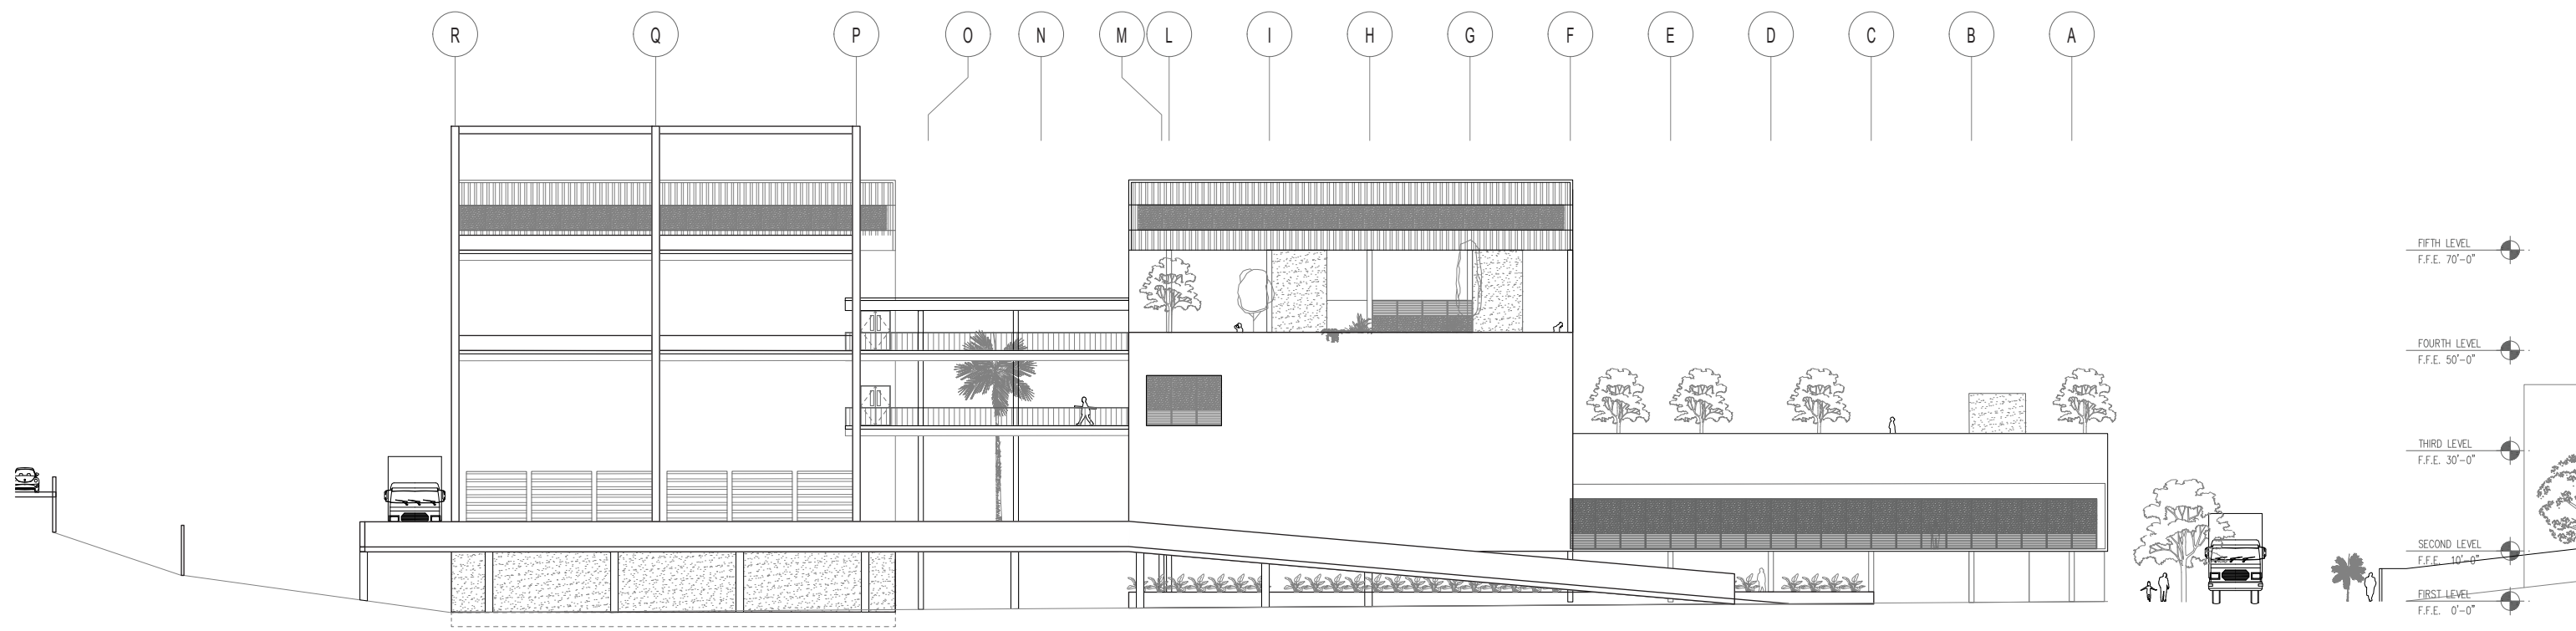 R Q P O N M L I H G F E D C B A
FIFTH LEVEL
F.F.E. 70'-0"
FOURTH LEVEL
F.F.E. 50'-0"
THIRD LEVEL
F.F.E. 30'-0"
SECOND LEVEL
F.F.E. 10'-0"
FIRST LEVEL
F.F.E. 0'-0"